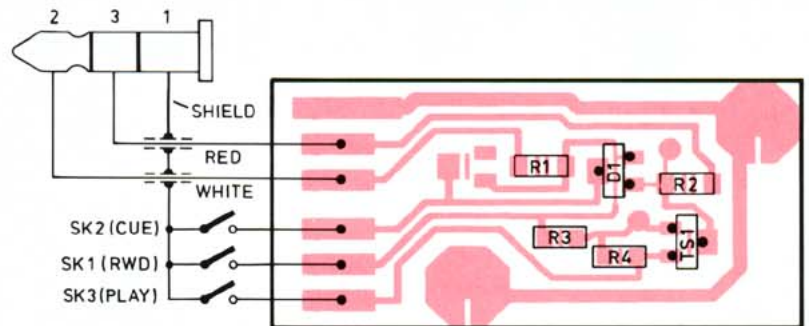 2 3 1
SHIELD
RED
WHITE
SK2(CUE)
SK1(RWD)
SK3(PLAY)
R1
D1
R2
R3
R4
TS1